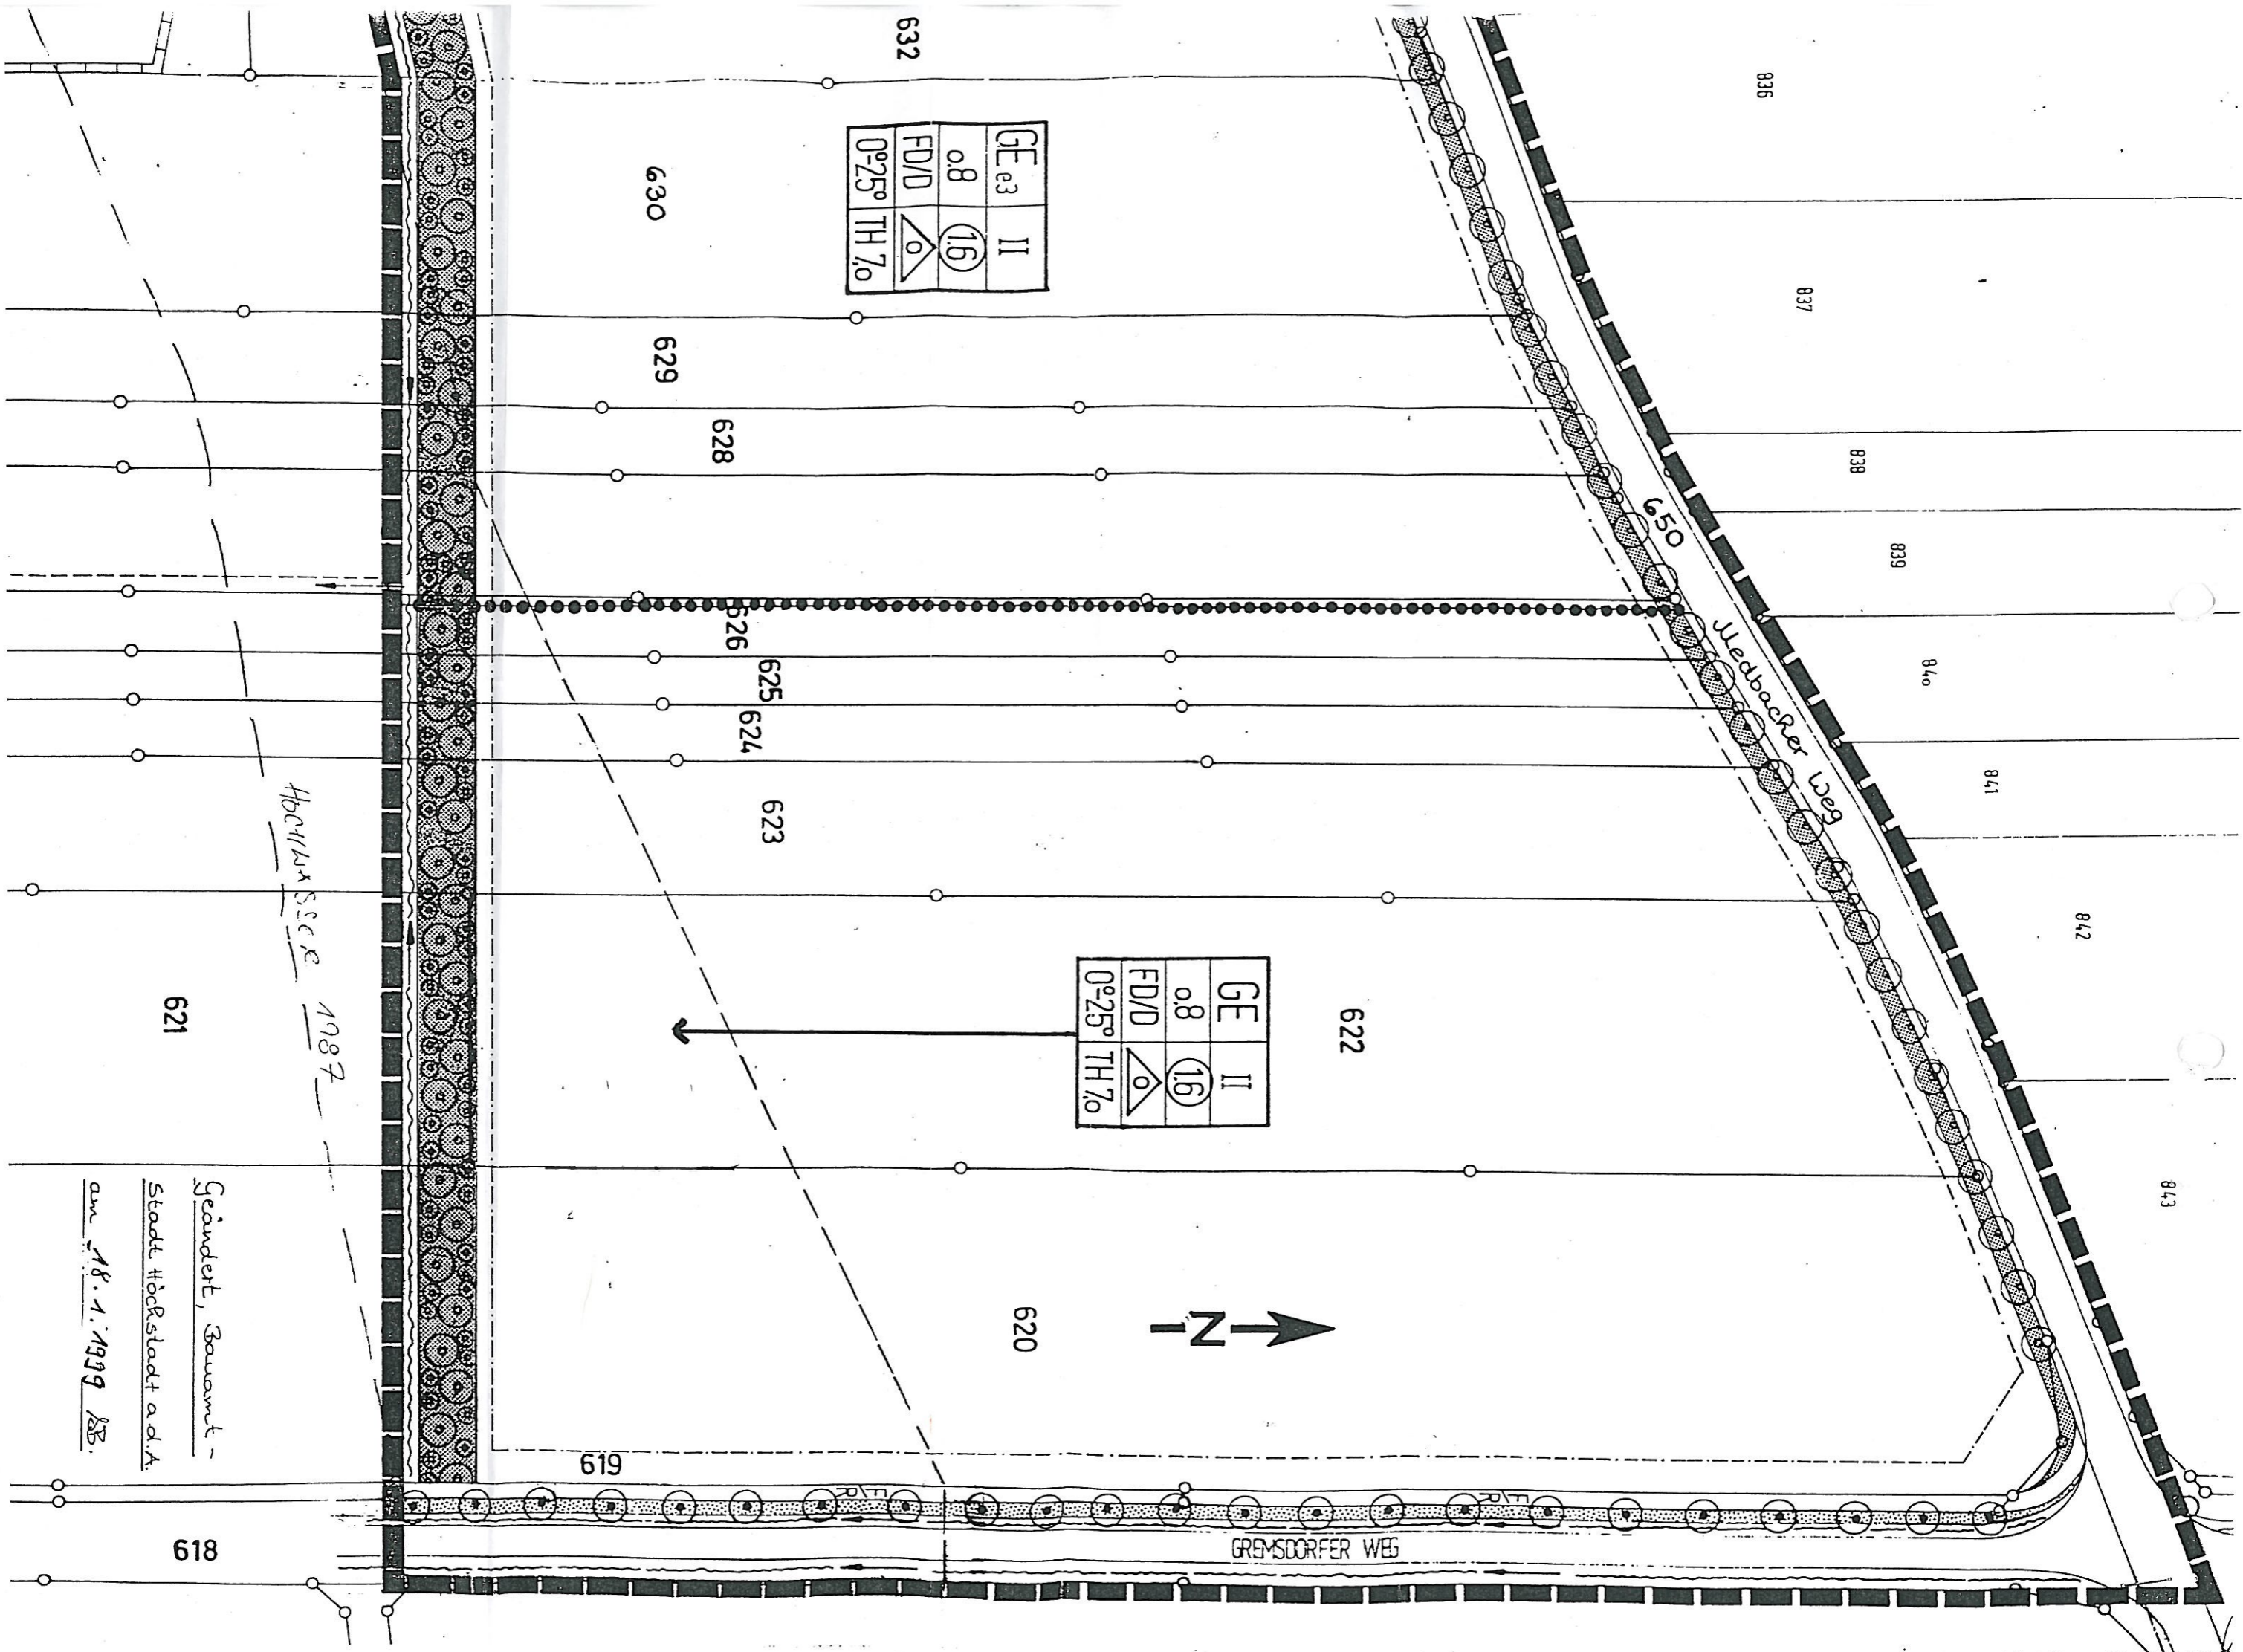 632
836
GE e3 II
0.8 1.6
FD/D o
0°-25° TH 7,0
630
837
629
628
838
650
839
Medbacher Weg
626
840
625
624
841
623
HOCHWASSER 1987
842
621
GE II
0.8 1.6
FD/D o
0°-25° TH 7,0
622
843
N
620
Geändert, Bauamt -
Stadt Höchstadt a.d.A.
am 18.1.1999
619
F/R
F/R
GREMSDORFER WEG
618